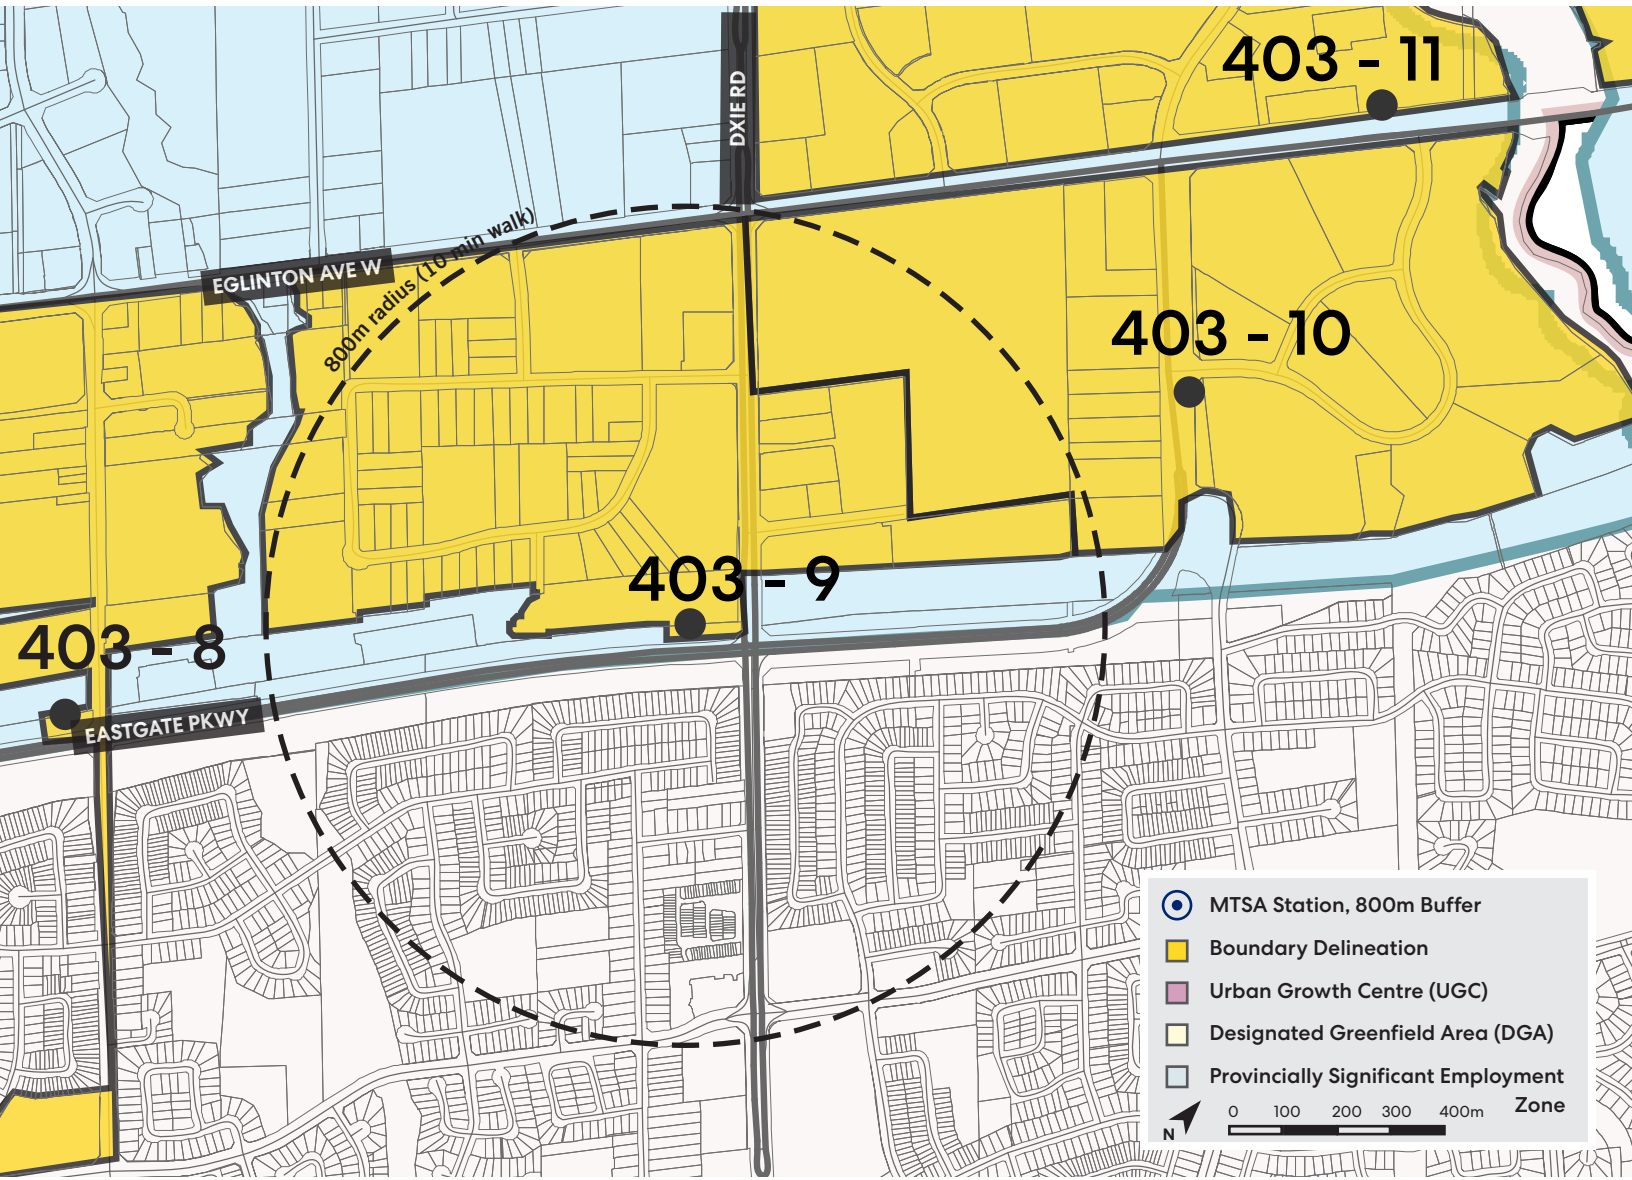 403 - 11
DXIE RD
EGLINTON AVE W
800m radius (10 min walk)
403 - 10
403 - 9
403 - 8
EASTGATE PKWY
MTSA Station, 800m Buffer
Boundary Delineation
Urban Growth Centre (UGC)
Designated Greenfield Area (DGA)
Provincially Significant Employment
Zone
0 100 200 300 400m
N